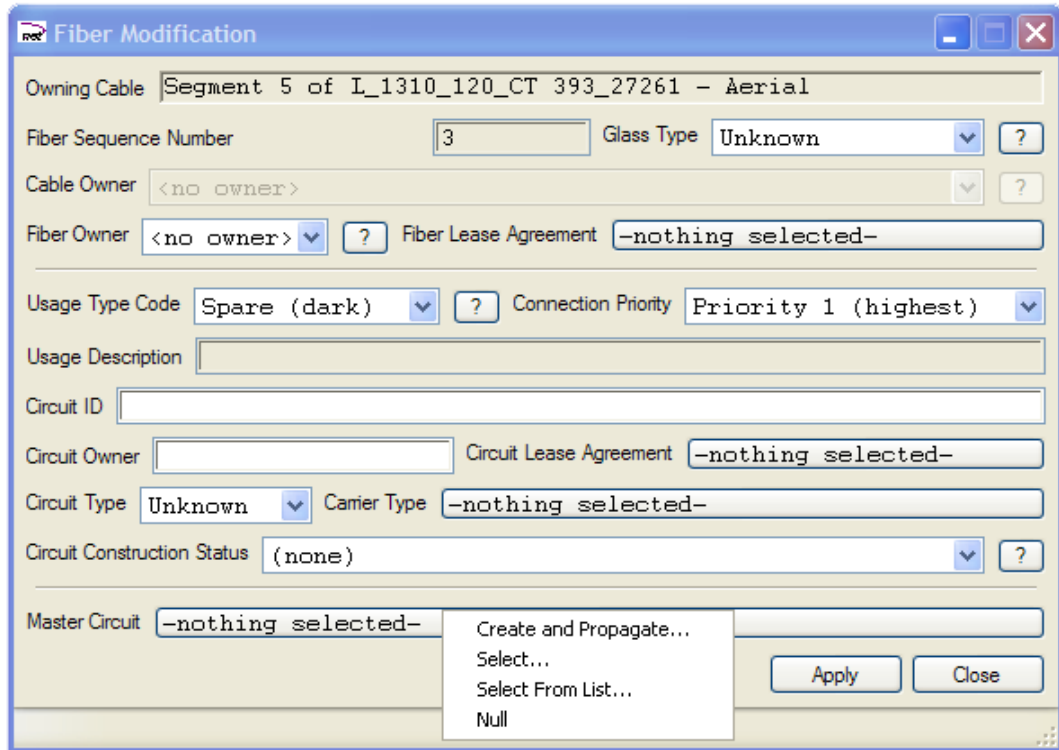 Fiber Modification
Owning Cable Segment 5 of L_1310_120_CT 393_27261 - Aerial
Fiber Sequence Number 3 Glass Type Unknown ?
Cable Owner <no owner> ?
Fiber Owner <no owner> ? Fiber Lease Agreement -nothing selected-
Usage Type Code Spare (dark) ? Connection Priority Priority 1 (highest)
Usage Description
Circuit ID
Circuit Owner Circuit Lease Agreement -nothing selected-
Circuit Type Unknown Carrier Type -nothing selected-
Circuit Construction Status (none) ?
Master Circuit -nothing selected-
Create and Propagate...
Select...
Select From List...
Null
Apply Close